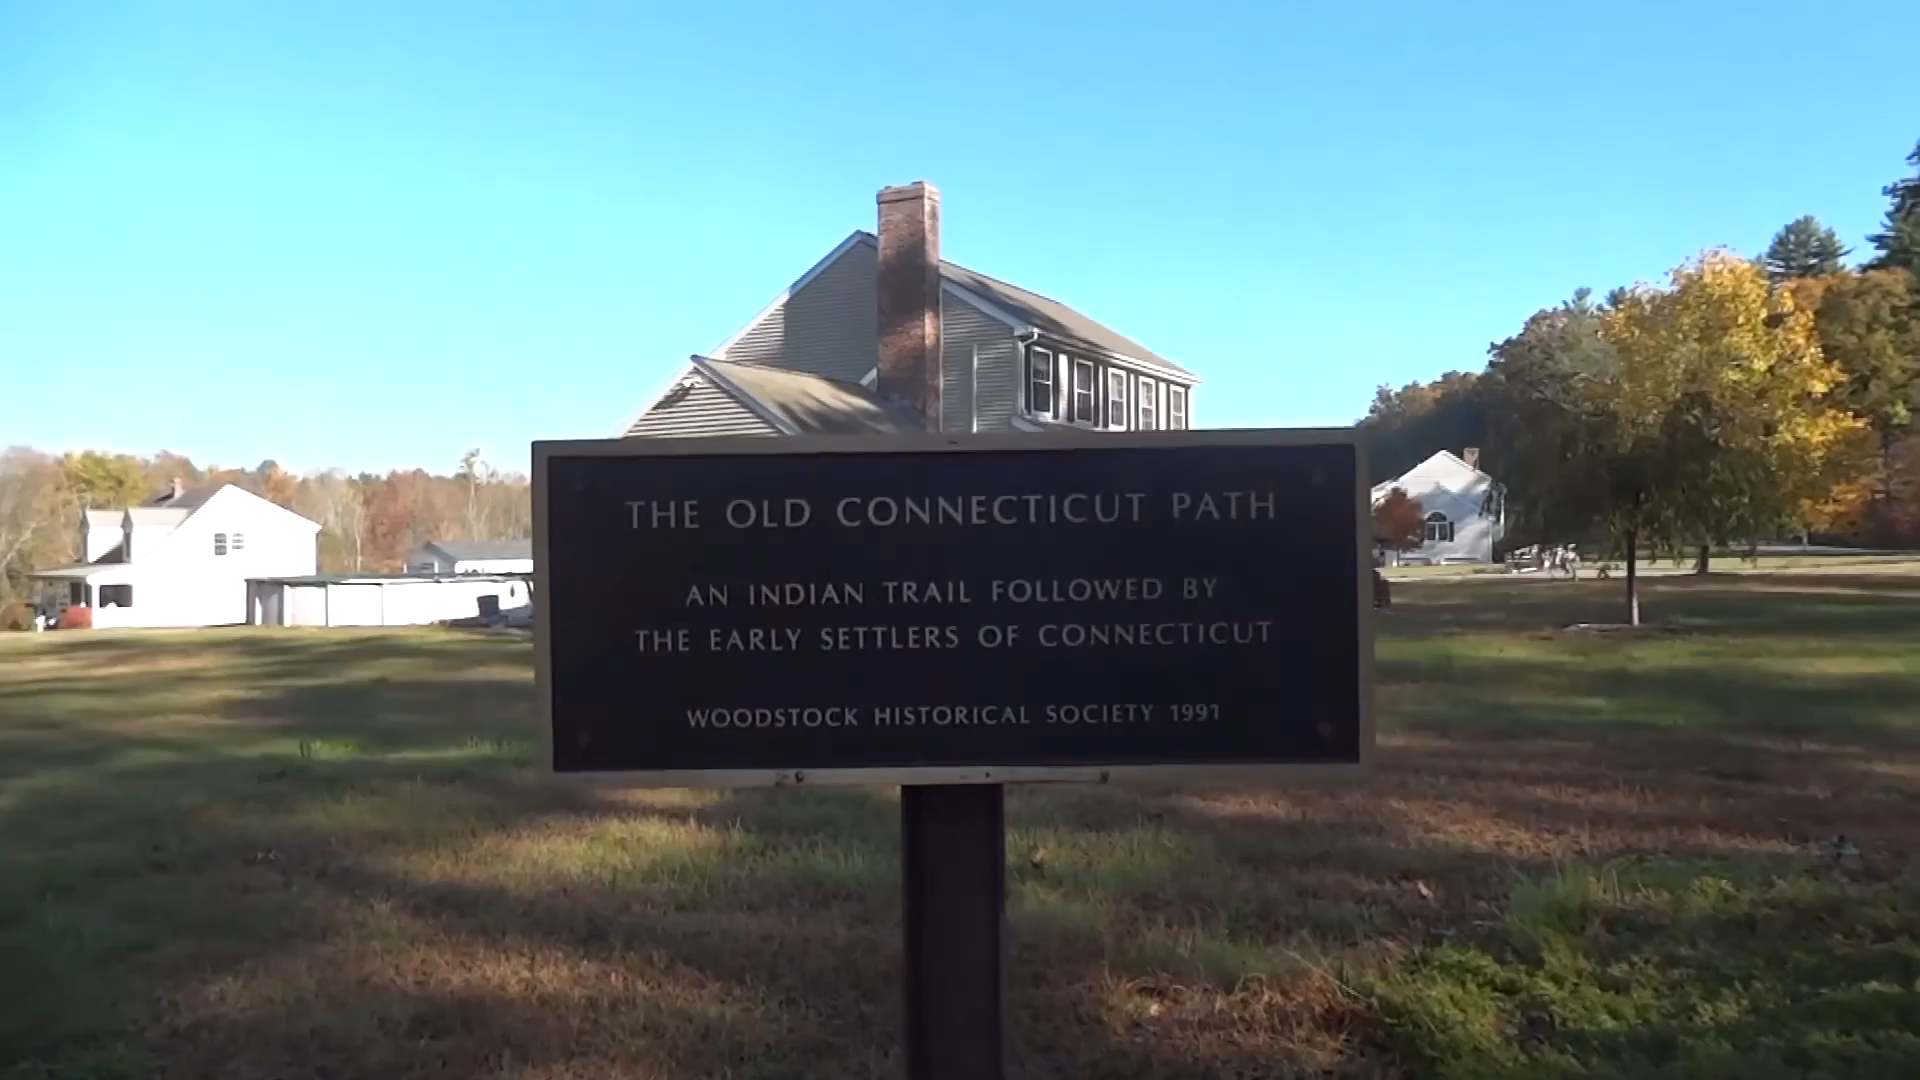 THE OLD CONNECTICUT PATH
AN INDIAN TRAIL FOLLOWED BY
THE EARLY SETTLERS OF CONNECTICUT
WOODSTOCK HISTORICAL SOCIETY 1991